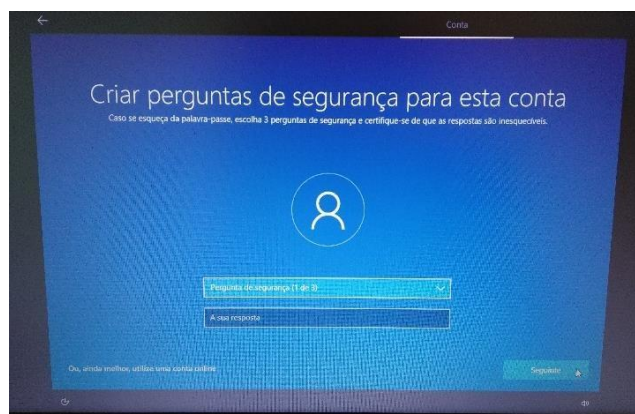 Conta
Criar perguntas de segurança para esta conta
Caso se esqueça da palavra-passe, escolha 3 perguntas de segurança e certifique-se de que as respostas são inesquecíveis.
Pergunta de segurança (1 de 3)
A sua resposta
Ou, ainda melhor, utilize uma conta online
Seguinte